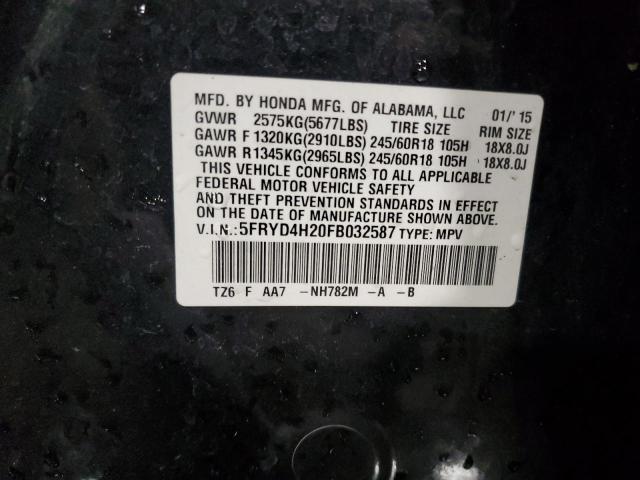 MFD. BY HONDA MFG. OF ALABAMA, LLC 01/'15
GVWR 2575KG(5677LBS) TIRE SIZE RIM SIZE
GAWR F 1320KG(2910LBS) 245/60R18 105H 18X8.0J
GAWR R 1345KG(2965LBS) 245/60R18 105H 18X8.0J
THIS VEHICLE CONFORMS TO ALL APPLICABLE
FEDERAL MOTOR VEHICLE SAFETY
AND THEFT PREVENTION STANDARDS IN EFFECT
ON THE DATE OF MANUFACTURE SHOWN ABOVE.
V.I.N.: 5FRYD4H20FB032587 TYPE: MPV
TZ6 F AA7 -NH782M -A -B